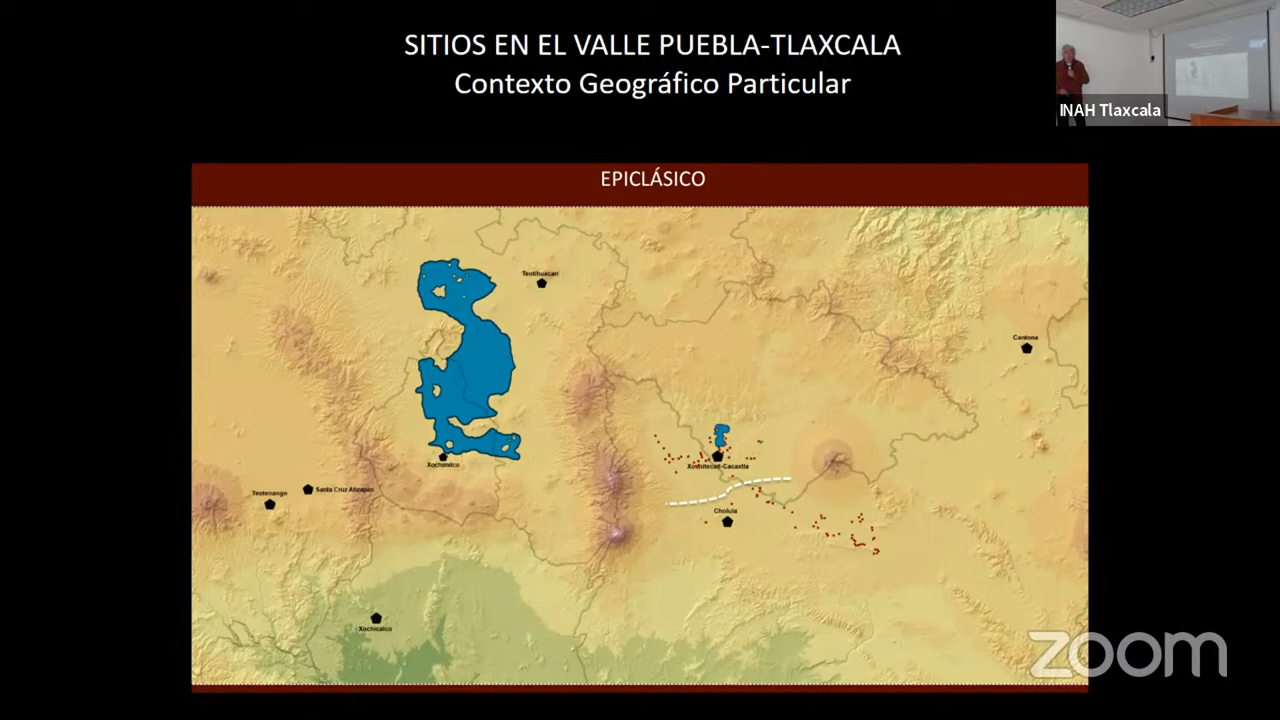 SITIOS EN EL VALLE PUEBLA-TLAXCALA
Contexto Geográfico Particular
INAH Tlaxcala
EPICLÁSICO
Teotihuacan
Cantona
Xochimilco
Xochitecatl-Cacaxtla
Teotenango
Santa Cruz Atizapan
Cholula
Xochicalco
zoom